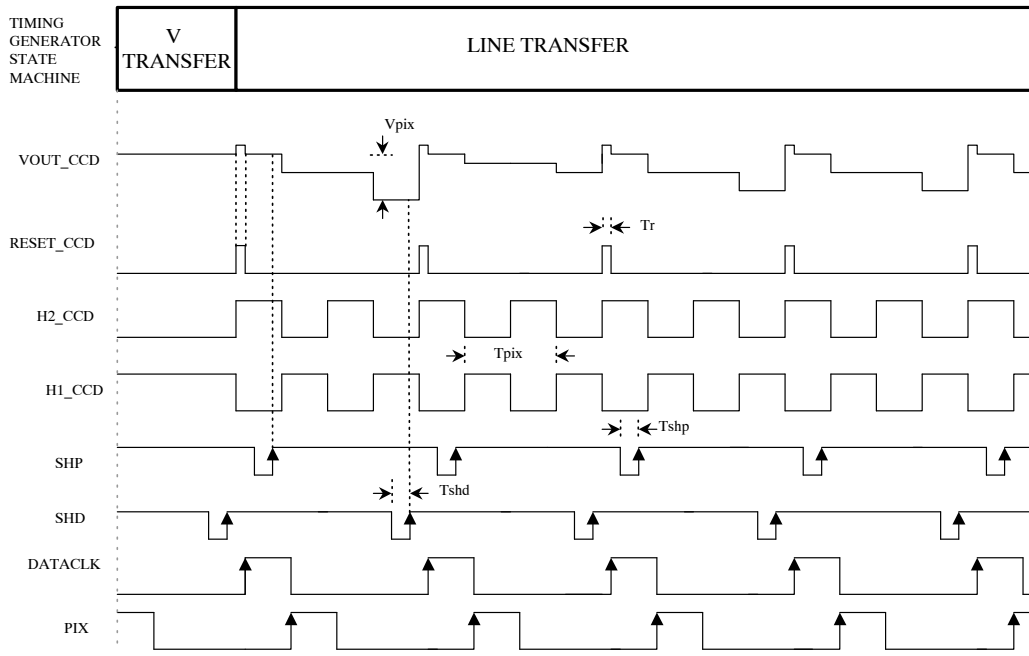 TIMING
GENERATOR
STATE
MACHINE
V
TRANSFER
LINE TRANSFER
Vpix
VOUT_CCD
Tr
RESET_CCD
H2_CCD
Tpix
H1_CCD
Tshp
SHP
Tshd
SHD
DATACLK
PIX